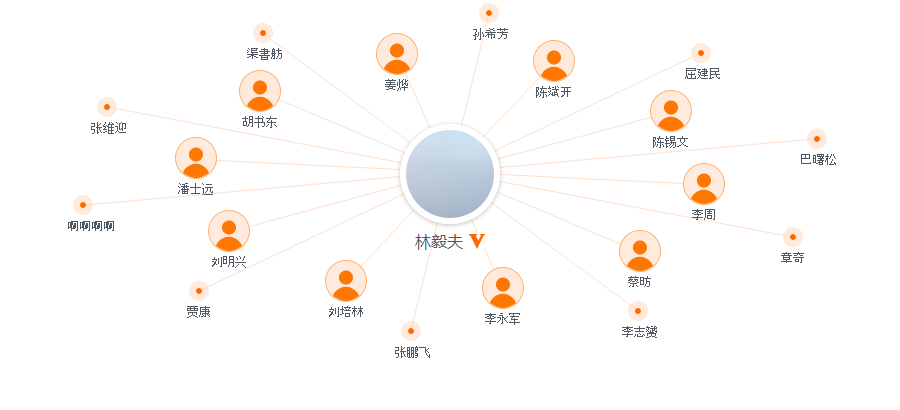 孙希芳
渠書舫
屈建民
姜烨
陈斌开
胡书东
张维迎
陈锡文
巴曙松
潘士远
李周
啊啊啊啊
林毅夫 V
刘明兴
章奇
蔡昉
贾康
刘培林
李永军
李志赟
张鹏飞